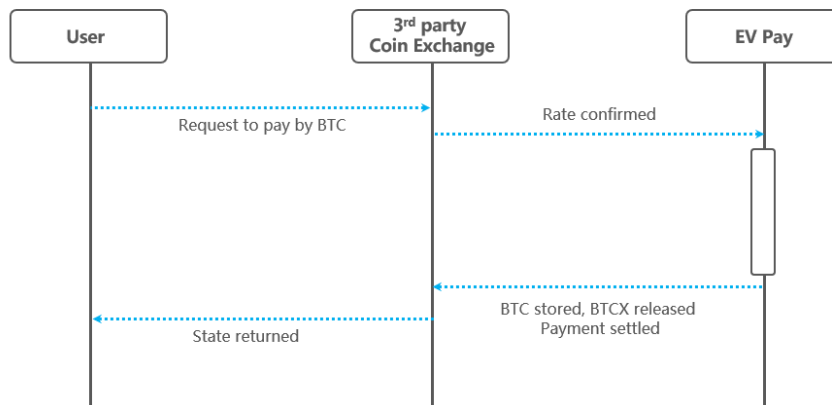 User
3rd party
Coin Exchange
EV Pay
Request to pay by BTC
Rate confirmed
BTC stored, BTCX released
Payment settled
State returned